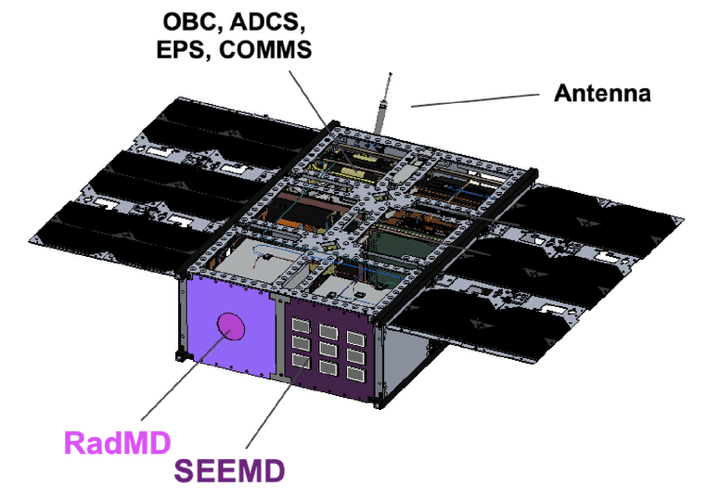 OBC, ADCS,
EPS, COMMS
Antenna
RadMD
SEEMD